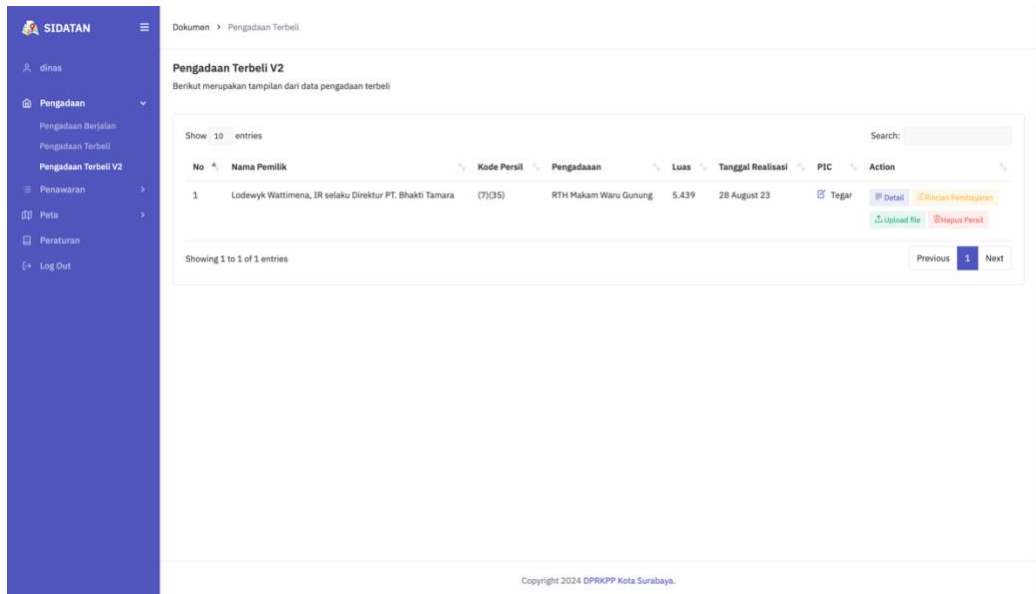 SIDATAN
Dokumen > Pengadaan Terbeli
dinas
Pengadaan
Pengadaan Berjalan
Pengadaan Terbeli
Pengadaan Terbeli V2
Penawaran
Peta
Peraturan
Log Out
Pengadaan Terbeli V2
Berikut merupakan tampilan dari data pengadaan terbeli
Show 10 entries
Search:
No Nama Pemilik Kode Persil Pengadaaan Luas Tanggal Realisasi PIC Action
1 Lodewyk Wattimena, IR selaku Direktur PT. Bhakti Tamara (7)(35) RTH Makam Waru Gunung 5.439 28 August 23 Tegar Detail Rincian Pembayaran
Upload file Hapus Persil
Showing 1 to 1 of 1 entries
Previous 1 Next
Copyright 2024 DPRKPP Kota Surabaya.